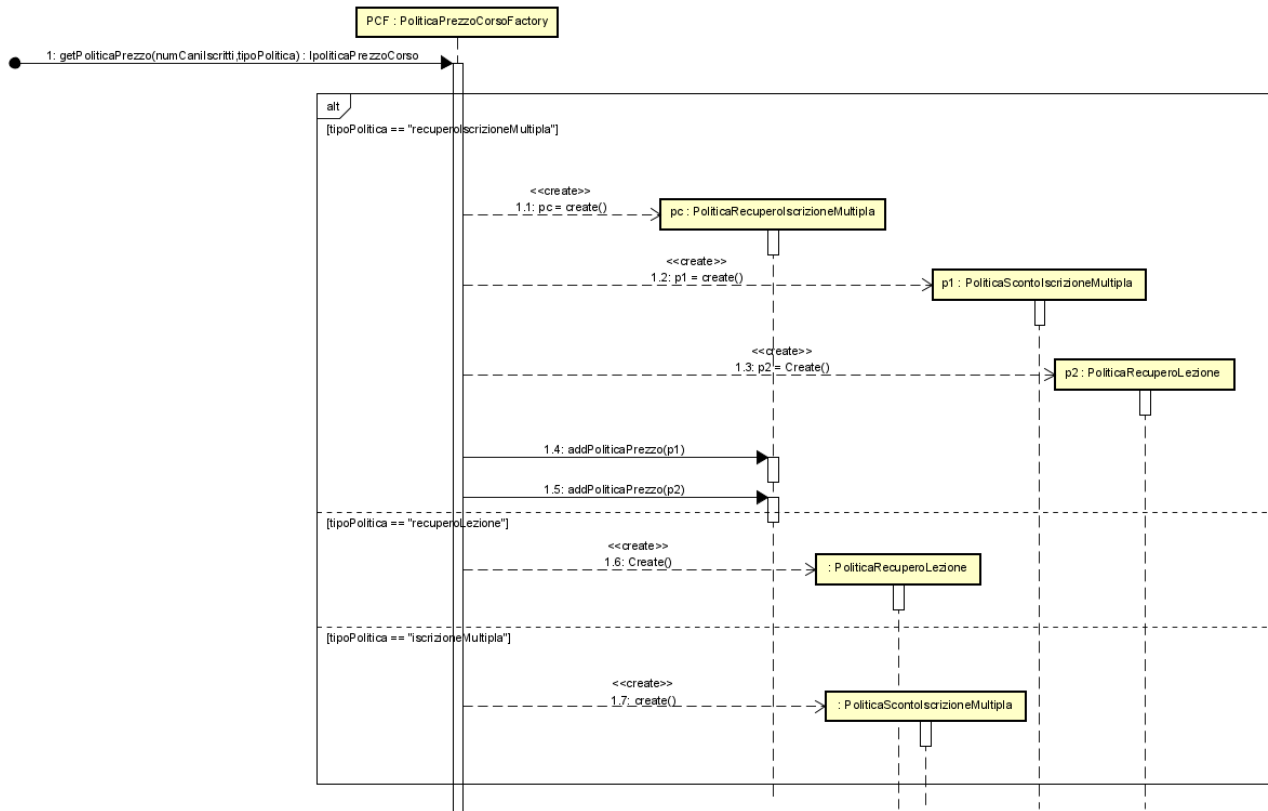 PCF : PoliticaPrezzoCorsoFactory
1: getPoliticaPrezzo(numCaniIscritti,tipoPolitica) : IpoliticaPrezzoCorso
alt
[tipoPolitica == "recuperoIscrizioneMultipla"]
<<create>>
1.1: pc = create()
pc : PoliticaRecuperoIscrizioneMultipla
<<create>>
1.2: p1 = create()
p1 : PoliticaScontoIscrizioneMultipla
<<create>>
1.3: p2 = Create()
p2 : PoliticaRecuperoLezione
1.4: addPoliticaPrezzo(p1)
1.5: addPoliticaPrezzo(p2)
[tipoPolitica == "recuperoLezione"]
<<create>>
1.6: Create()
: PoliticaRecuperoLezione
[tipoPolitica == "iscrizioneMultipla"]
<<create>>
1.7: create()
: PoliticaScontoIscrizioneMultipla